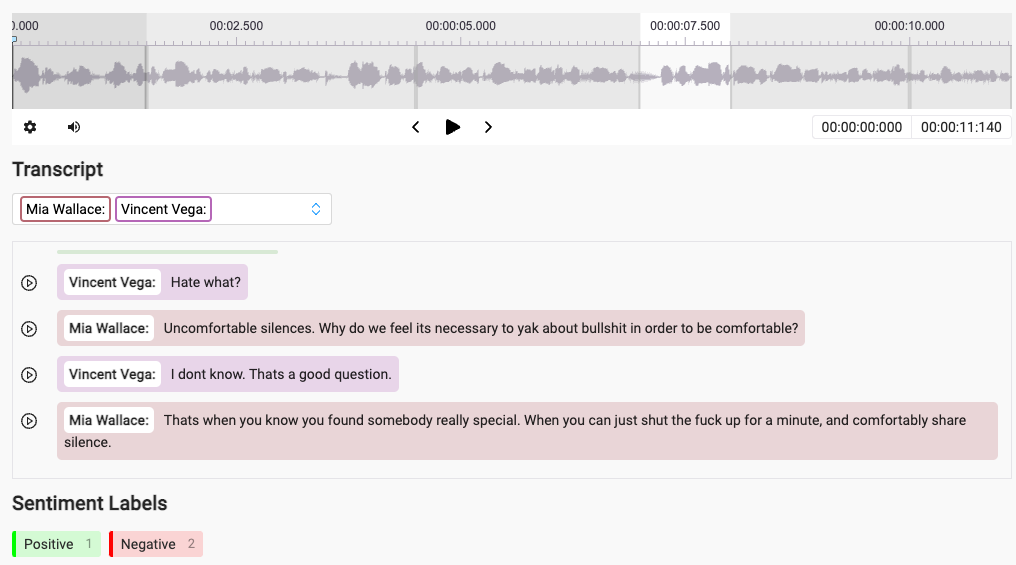 0.000 00:00:02.500 00:00:05.000 00:00:07.500 00:00:10.000
00:00:00:000 00:00:11:140
Transcript
Mia Wallace: Vincent Vega:
Vincent Vega: Hate what?
Mia Wallace: Uncomfortable silences. Why do we feel its necessary to yak about bullshit in order to be comfortable?
Vincent Vega: I dont know. Thats a good question.
Mia Wallace: Thats when you know you found somebody really special. When you can just shut the fuck up for a minute, and comfortably share
silence.
Sentiment Labels
Positive 1 Negative 2